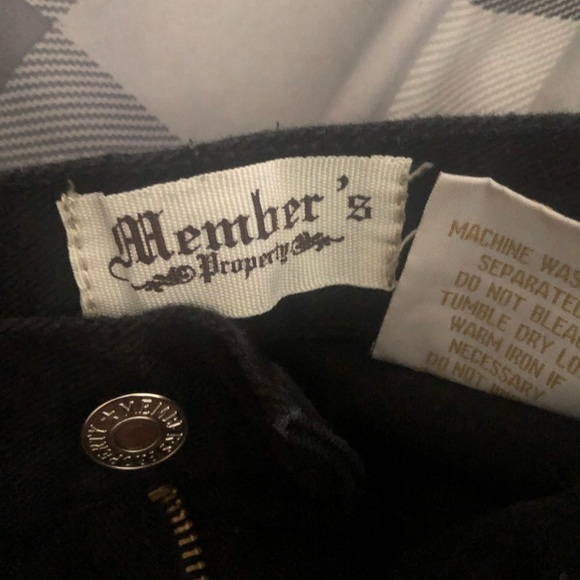 Member's
Property
MACHINE WAS
SEPARATE
DO NOT BLEA
TUMBLE DRY LO
WARM IRON IF
NECESSARY
DO NOT